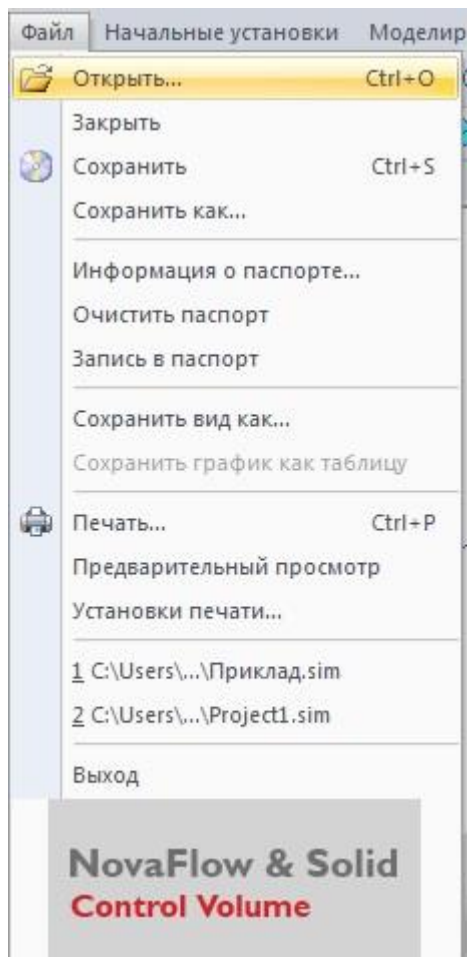 Файл Начальные установки Моделир
Открыть... Ctrl+O
Закрыть
Сохранить Ctrl+S
Сохранить как...
Информация о паспорте...
Очистить паспорт
Запись в паспорт
Сохранить вид как...
Сохранить график как таблицу
Печать... Ctrl+P
Предварительный просмотр
Установки печати...
1 C:\Users\...\Приклад.sim
2 C:\Users\...\Project1.sim
Выход
NovaFlow & Solid
Control Volume